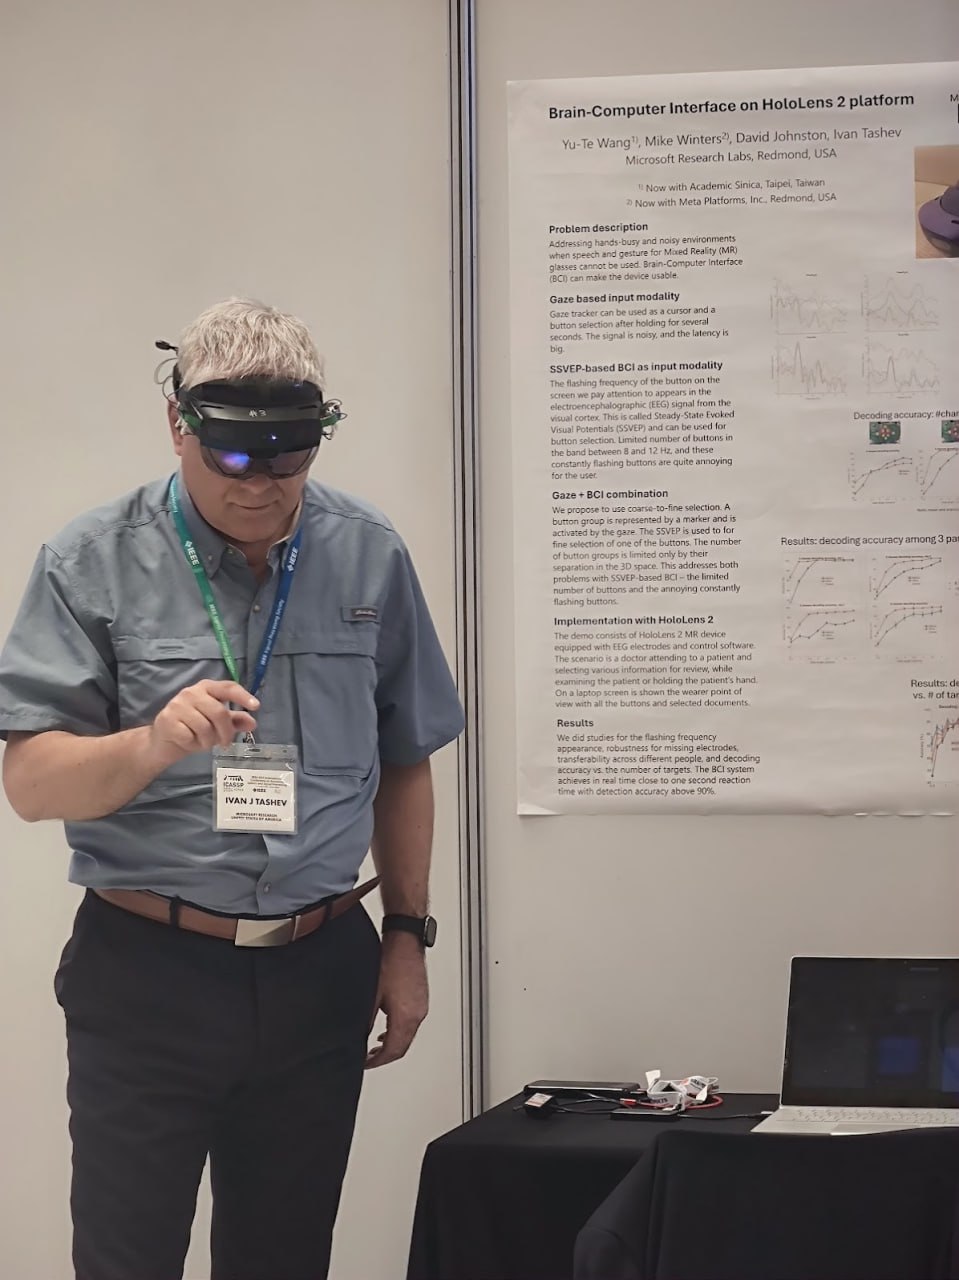 Brain-Computer Interface on HoloLens 2 platform
Yu-Te Wang1), Mike Winters2), David Johnston, Ivan Tashev
Microsoft Research Labs, Redmond, USA
1) Now with Academic Sinica, Taipei, Taiwan
2) Now with Meta Platforms, Inc., Redmond, USA
Problem description
Addressing hands-busy and noisy environments
when speech and gesture for Mixed Reality (MR)
glasses cannot be used. Brain-Computer Interface
(BCI) can make the device usable.
Gaze based input modality
Gaze tracker can be used as a cursor and a
button selection after holding for several
seconds. The signal is noisy, and the latency is
big.
SSVEP-based BCI as input modality
The flashing frequency of the button on the
screen we pay attention to appears in the
electroencephalographic (EEG) signal from the
visual cortex. This is called Steady-State Evoked
Visual Potentials (SSVEP) and can be used for
button selection. Limited number of buttons in
the band between 8 and 12 Hz, and these
constantly flashing buttons are quite annoying
for the user.
Gaze + BCI combination
We propose to use coarse-to-fine selection. A
button group is represented by a marker and is
activated by the gaze. The SSVEP is used to for
fine selection of one of the buttons. The number
of button groups is limited only by their
separation in the 3D space. This addresses both
problems with SSVEP-based BCI – the limited
number of buttons and the annoying constantly
flashing buttons.
Implementation with HoloLens 2
The demo consists of HoloLens 2 MR device
equipped with EEG electrodes and control software.
The scenario is a doctor attending to a patient and
selecting various information for review, while
examining the patient or holding the patient's hand.
On a laptop screen is shown the wearer point of
view with all the buttons and selected documents.
Results
We did studies for the flashing frequency
appearance, robustness for missing electrodes,
transferability across different people, and decoding
accuracy vs. the number of targets. The BCI system
achieves in real time close to one second reaction
time with detection accuracy above 90%.
M
Decoding accuracy: #chan
Results: decoding accuracy among 3 pa
Results: de
vs. # of tar
IEEE
IEEE
IEEE Signal Processing Society
ICASSP
IVAN J TASHEV
MICROSOFT RESEARCH
UNITED STATES OF AMERICA